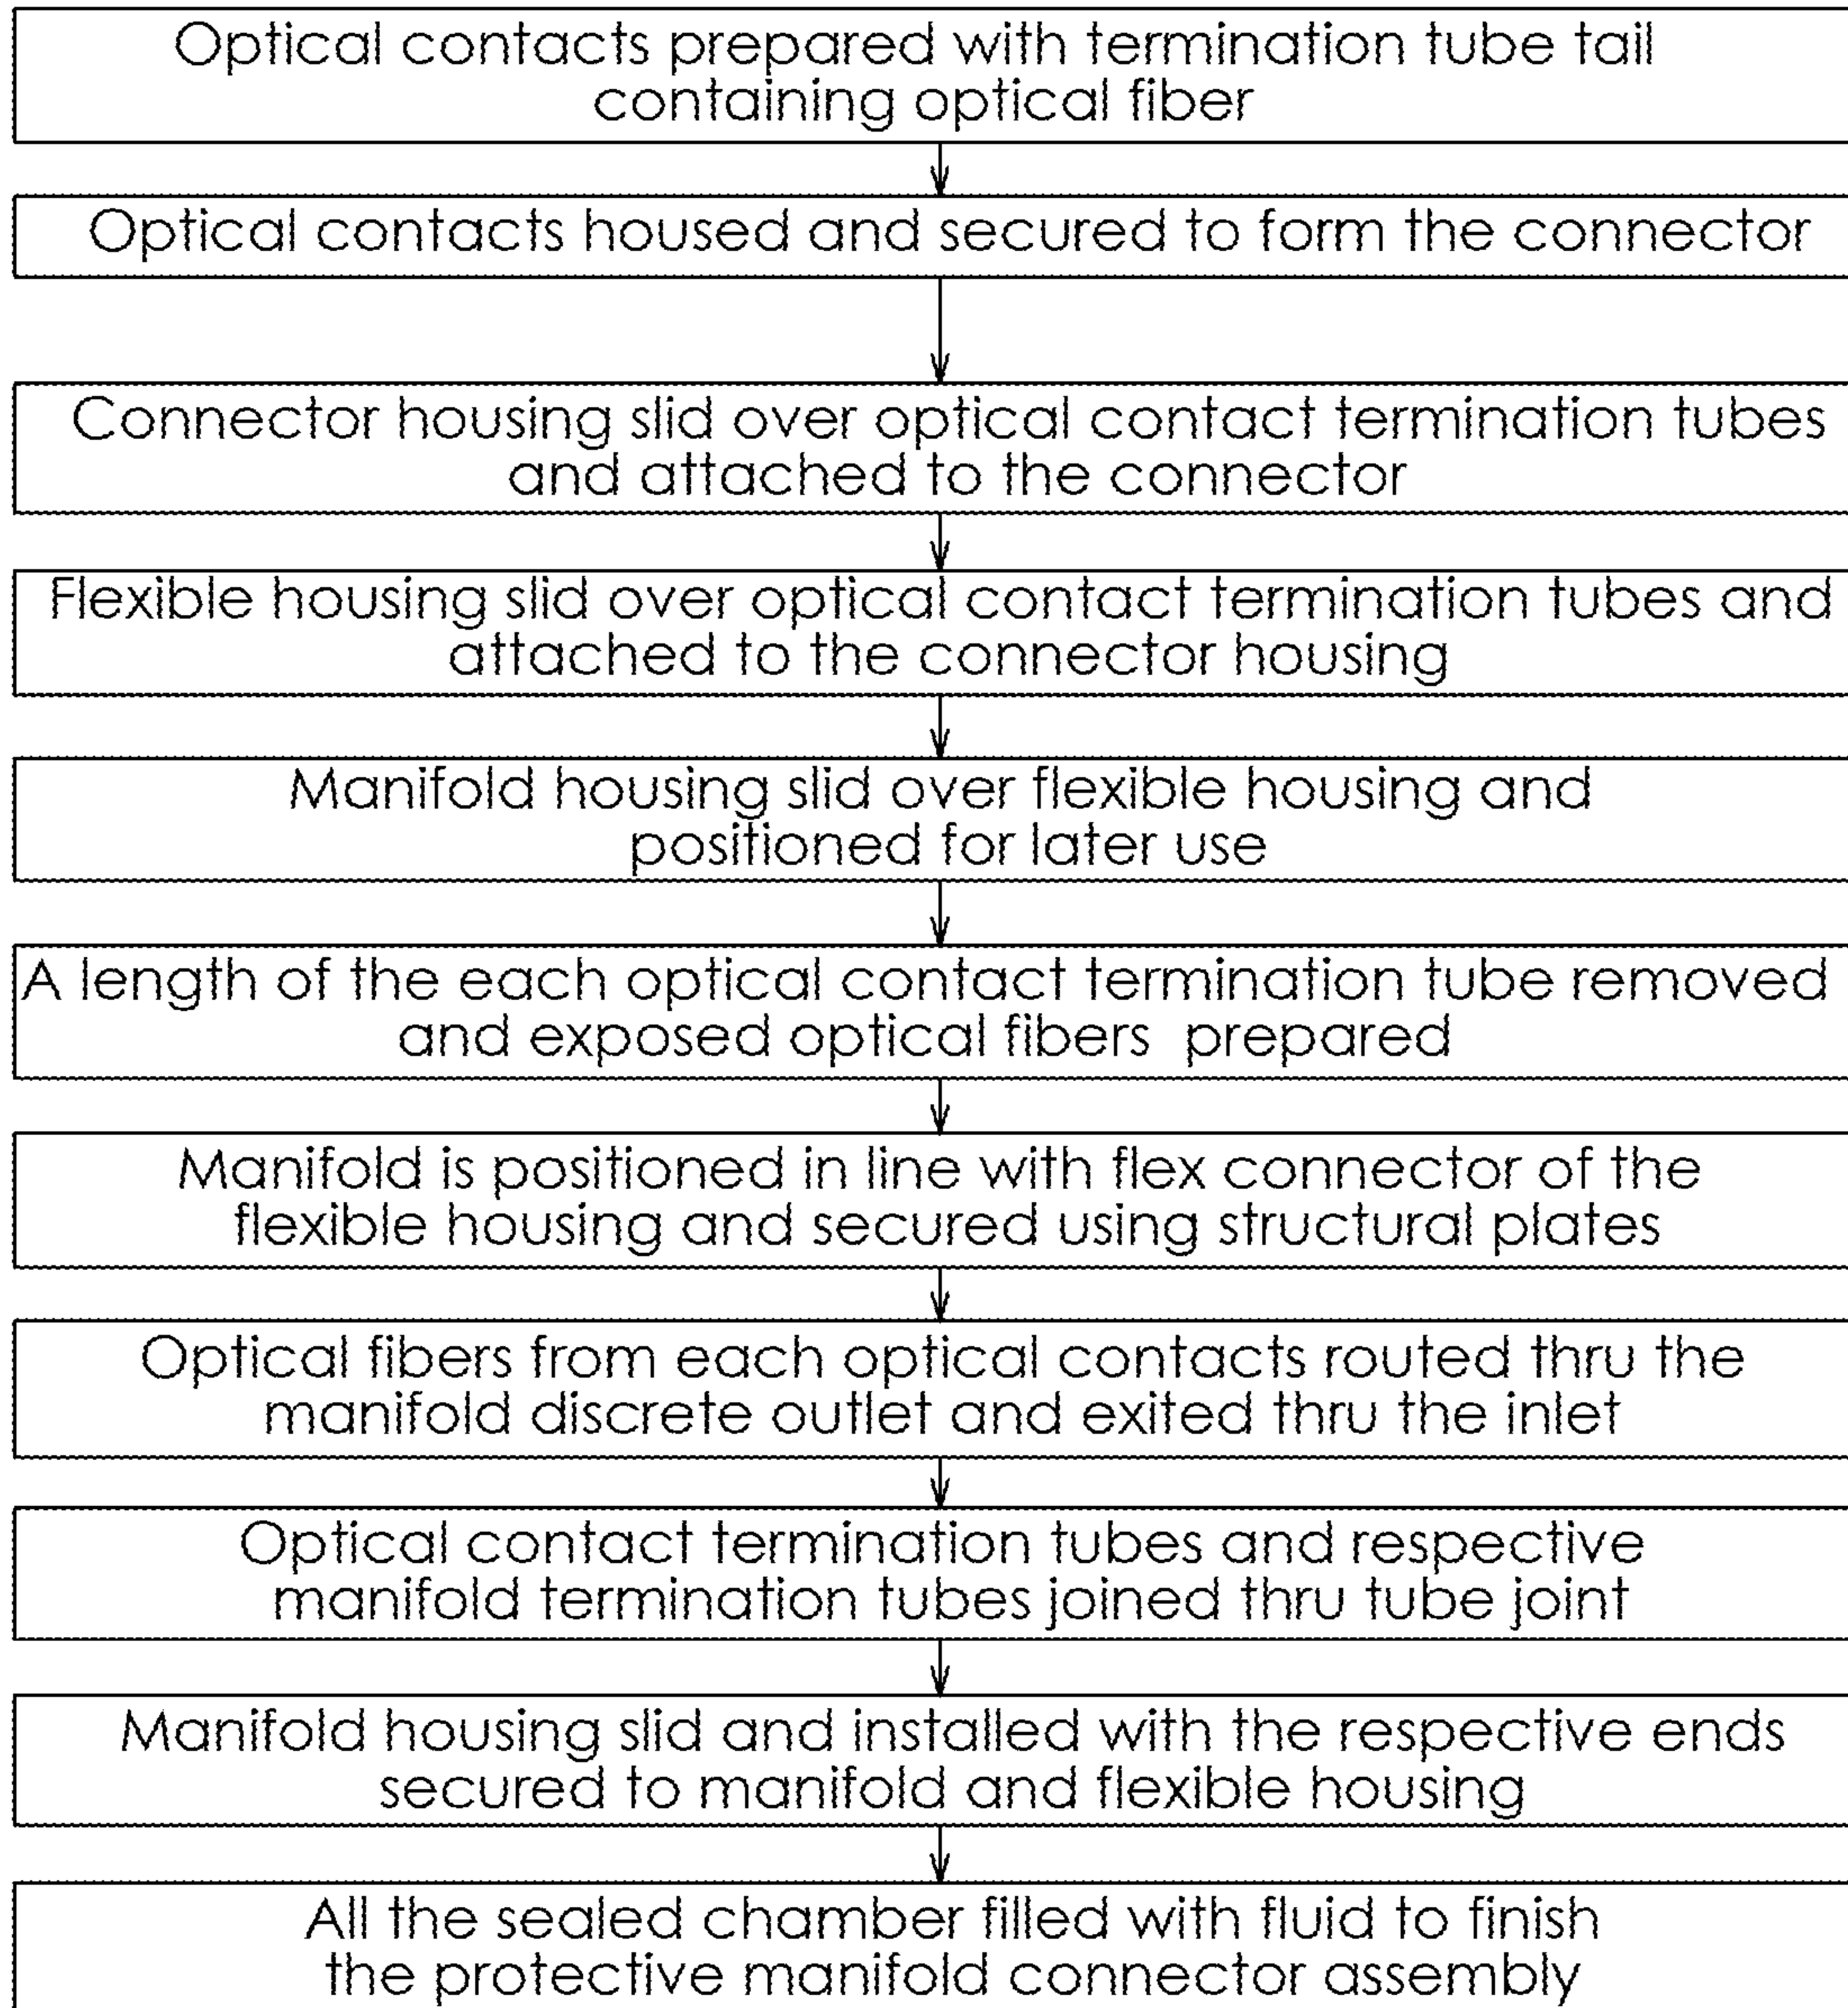 Optical contacts prepared with termination tube tail
containing optical fiber
Optical contacts housed and secured to form the connector
Connector housing slid over optical contact termination tubes
and attached to the connector
Flexible housing slid over optical contact termination tubes and
attached to the connector housing
Manifold housing slid over flexible housing and
positioned for later use
A length of the each optical contact termination tube removed
and exposed optical fibers prepared
Manifold is positioned in line with flex connector of the
flexible housing and secured using structural plates
Optical fibers from each optical contacts routed thru the
manifold discrete outlet and exited thru the inlet
Optical contact termination tubes and respective
manifold termination tubes joined thru tube joint
Manifold housing slid and installed with the respective ends
secured to manifold and flexible housing
All the sealed chamber filled with fluid to finish
the protective manifold connector assembly